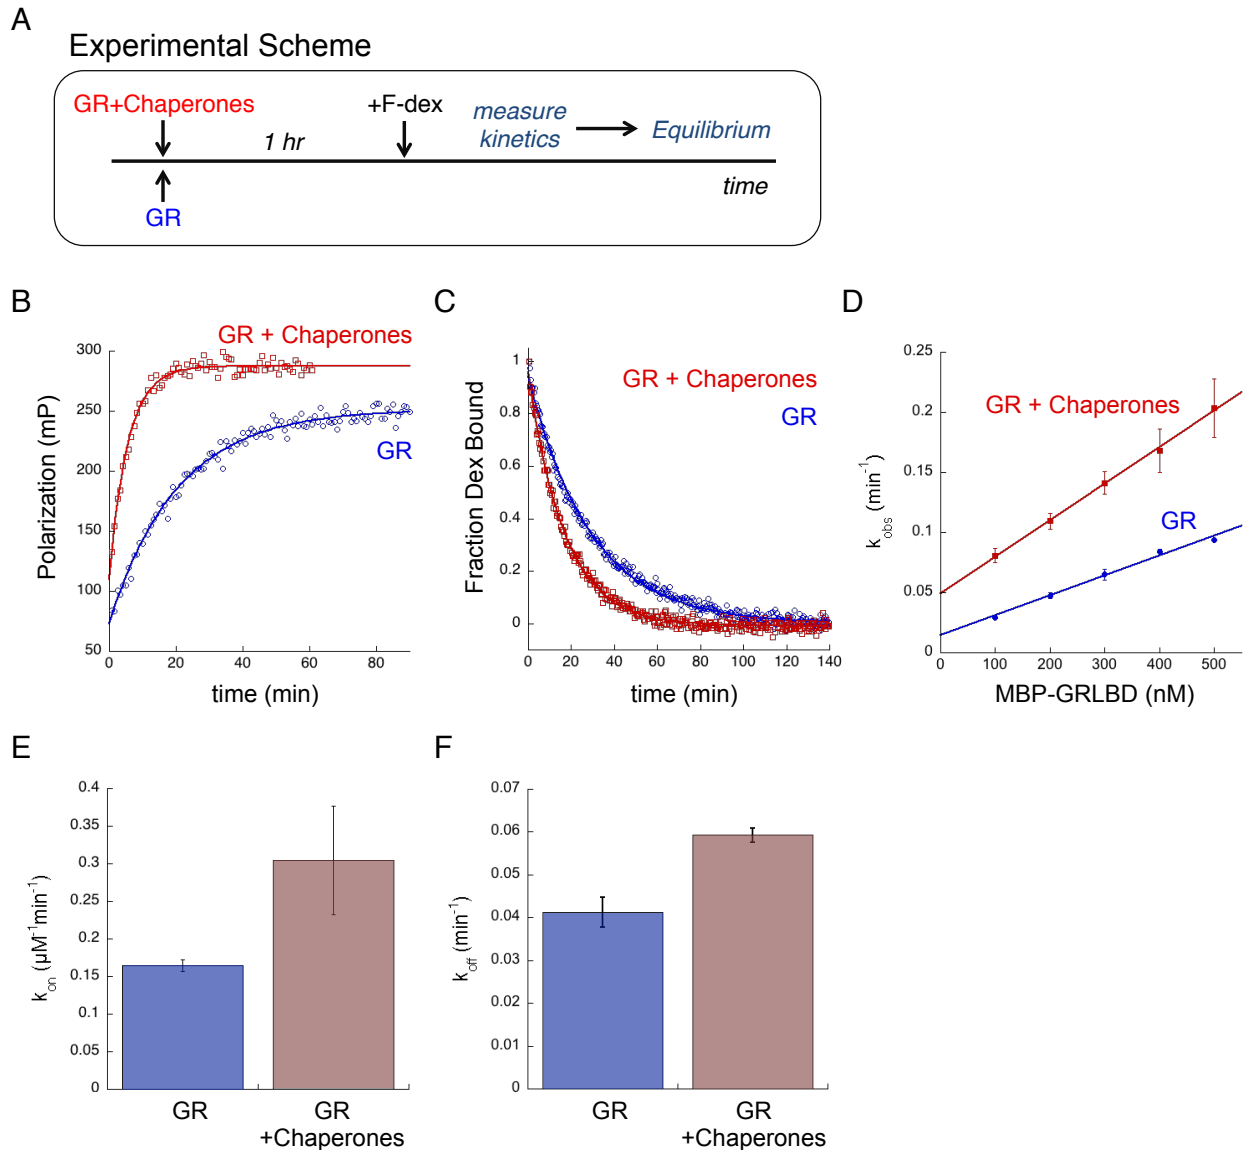 A
Experimental Scheme
GR+Chaperones
+F-dex
measure
kinetics
Equilibrium
1 hr
time
GR
B
GR + Chaperones
GR
Polarization (mP)
300
250
200
150
100
50
0
20
40
60
80
time (min)
C
GR + Chaperones
GR
Fraction Dex Bound
1
0.8
0.6
0.4
0.2
0
0
20
40
60
80
100
120
140
time (min)
D
GR + Chaperones
GR
k_obs (min⁻¹)
0.25
0.2
0.15
0.1
0.05
0
0
100
200
300
400
500
MBP-GRLBD (nM)
E
k_on (µM⁻¹min⁻¹)
0.4
0.35
0.3
0.25
0.2
0.15
0.1
0.05
0
GR
GR
+Chaperones
F
k_off (min⁻¹)
0.07
0.06
0.05
0.04
0.03
0.02
0.01
0
GR
GR
+Chaperones